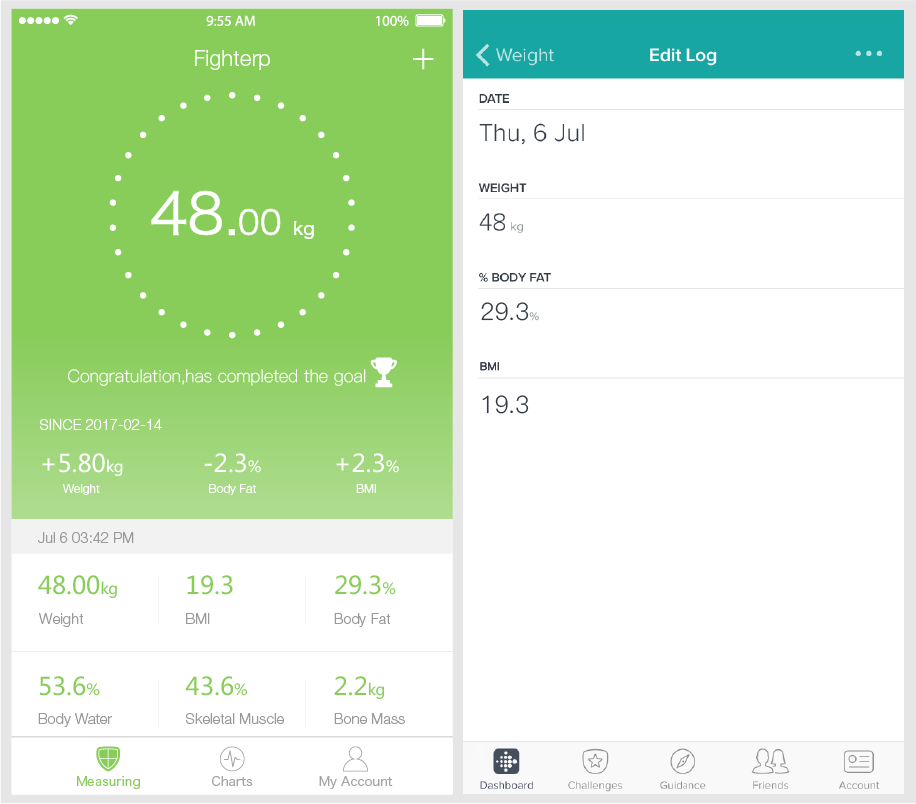 9:55 AM
100%
Fighterp
48.00 kg
Congratulation,has completed the goal
SINCE 2017-02-14
+5.80kg -2.3% +2.3%
Weight Body Fat BMI
Jul 6 03:42 PM
48.00kg 19.3 29.3%
Weight BMI Body Fat
53.6% 43.6% 2.2kg
Body Water Skeletal Muscle Bone Mass
Measuring Charts My Account
Weight Edit Log
DATE
Thu, 6 Jul
WEIGHT
48 kg
% BODY FAT
29.3%
BMI
19.3
Dashboard Challenges Guidance Friends Account